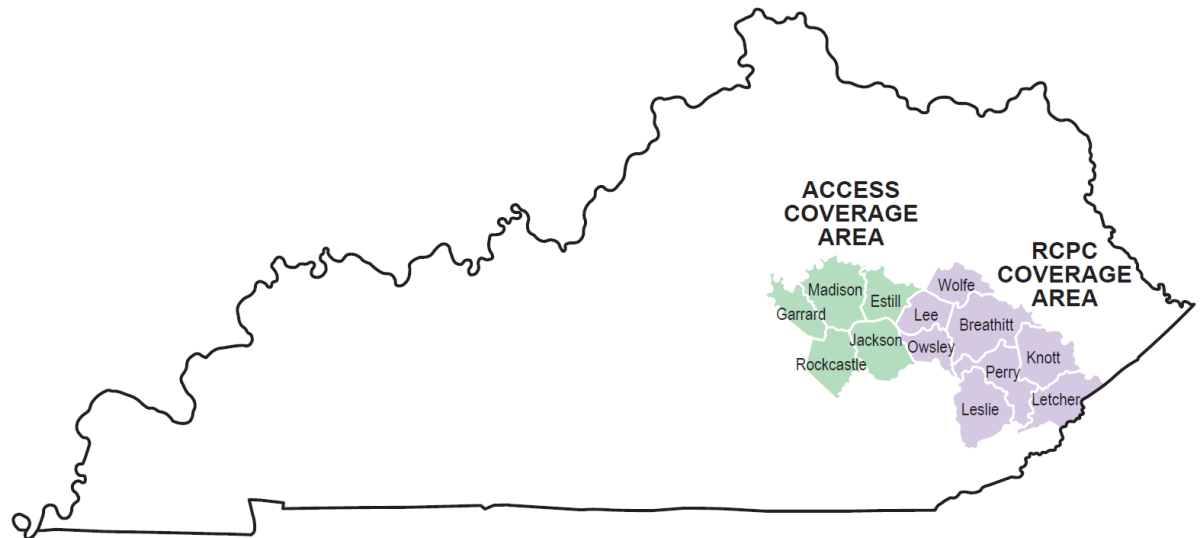 ACCESS
COVERAGE
AREA
RCPC
COVERAGE
AREA
Madison
Estill
Garrard
Jackson
Rockcastle
Wolfe
Lee
Breathitt
Owsley
Knott
Perry
Leslie
Letcher